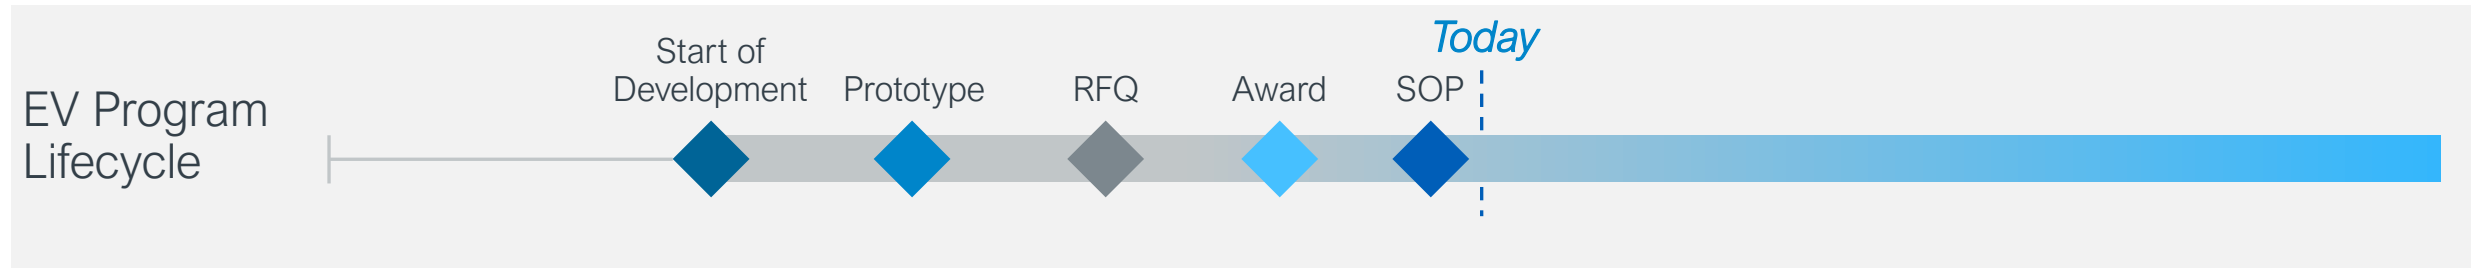 EV Program
Lifecycle
Start of
Development
Prototype
RFQ
Award
SOP
Today